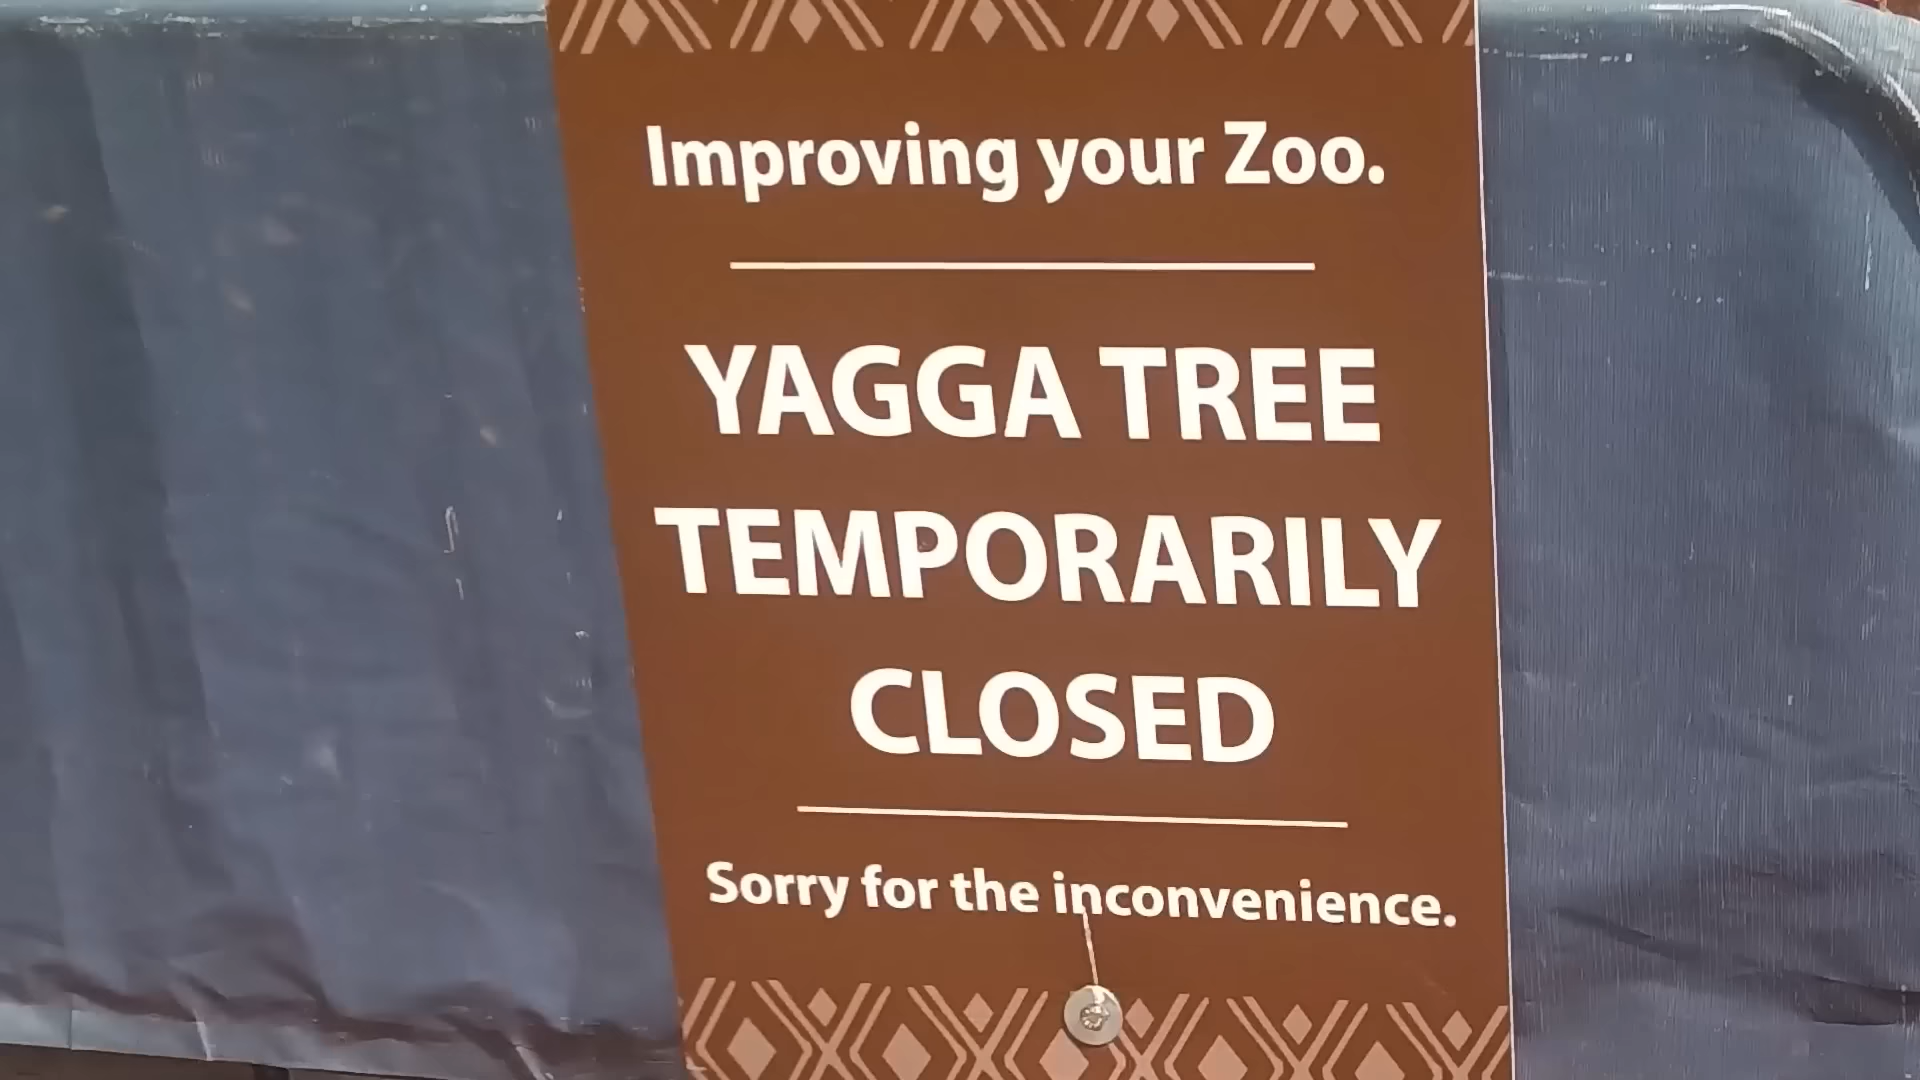 Improving your Zoo.
YAGGA TREE
TEMPORARILY
CLOSED
Sorry for the inconvenience.